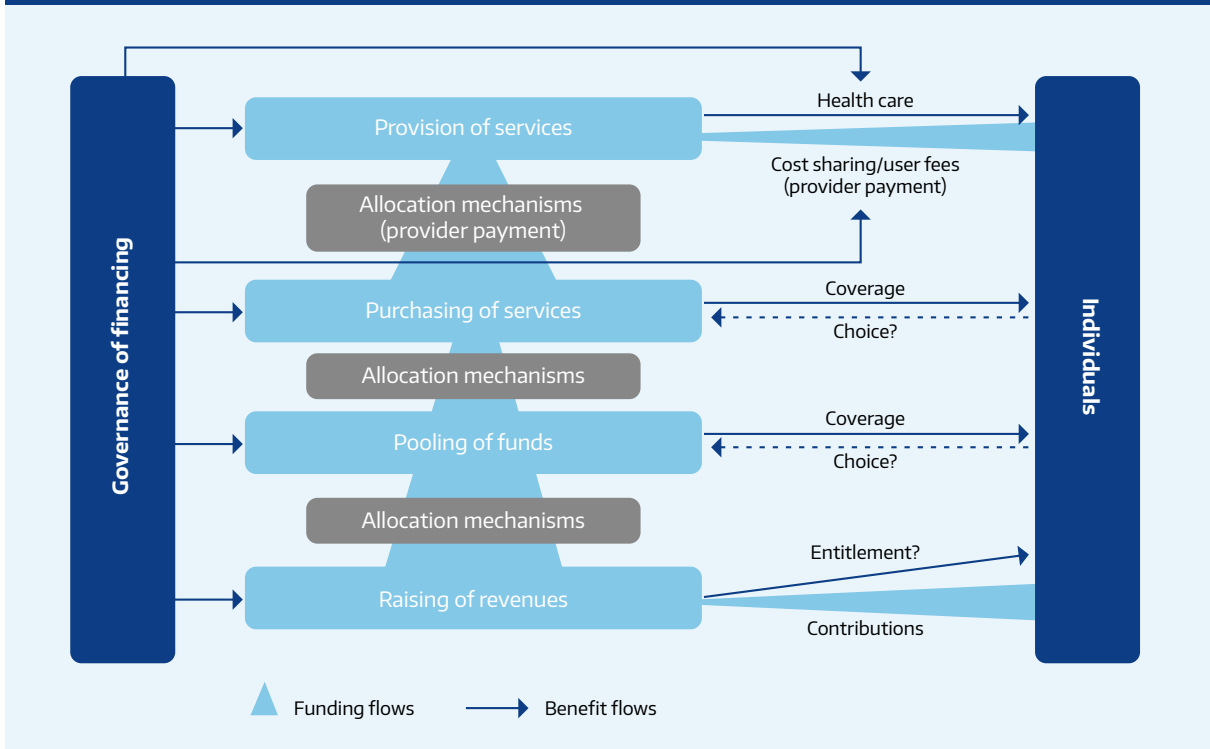 Governance of financing
Provision of services
Allocation mechanisms
(provider payment)
Purchasing of services
Allocation mechanisms
Pooling of funds
Allocation mechanisms
Raising of revenues
Health care
Cost sharing/user fees
(provider payment)
Coverage
Choice?
Coverage
Choice?
Entitlement?
Contributions
Individuals
Funding flows
Benefit flows